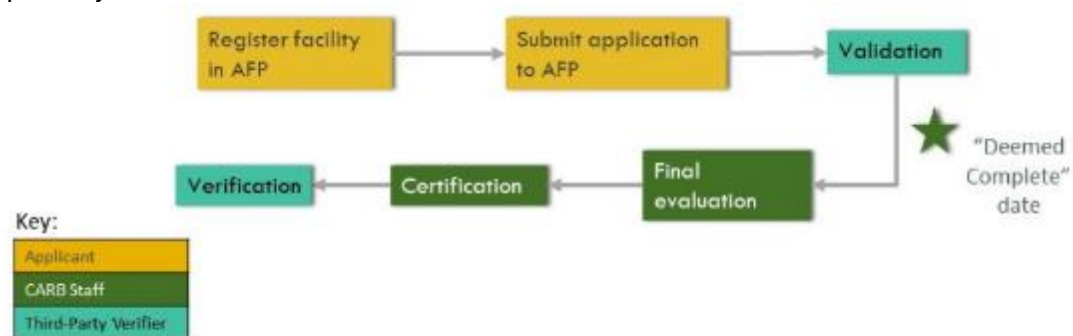 Register facility
in AFP
Submit application
to AFP
Validation
"Deemed
Complete"
date
Final
evaluation
Certification
Verification
Key:
Applicant
CARB Staff
Third-Party Verifier